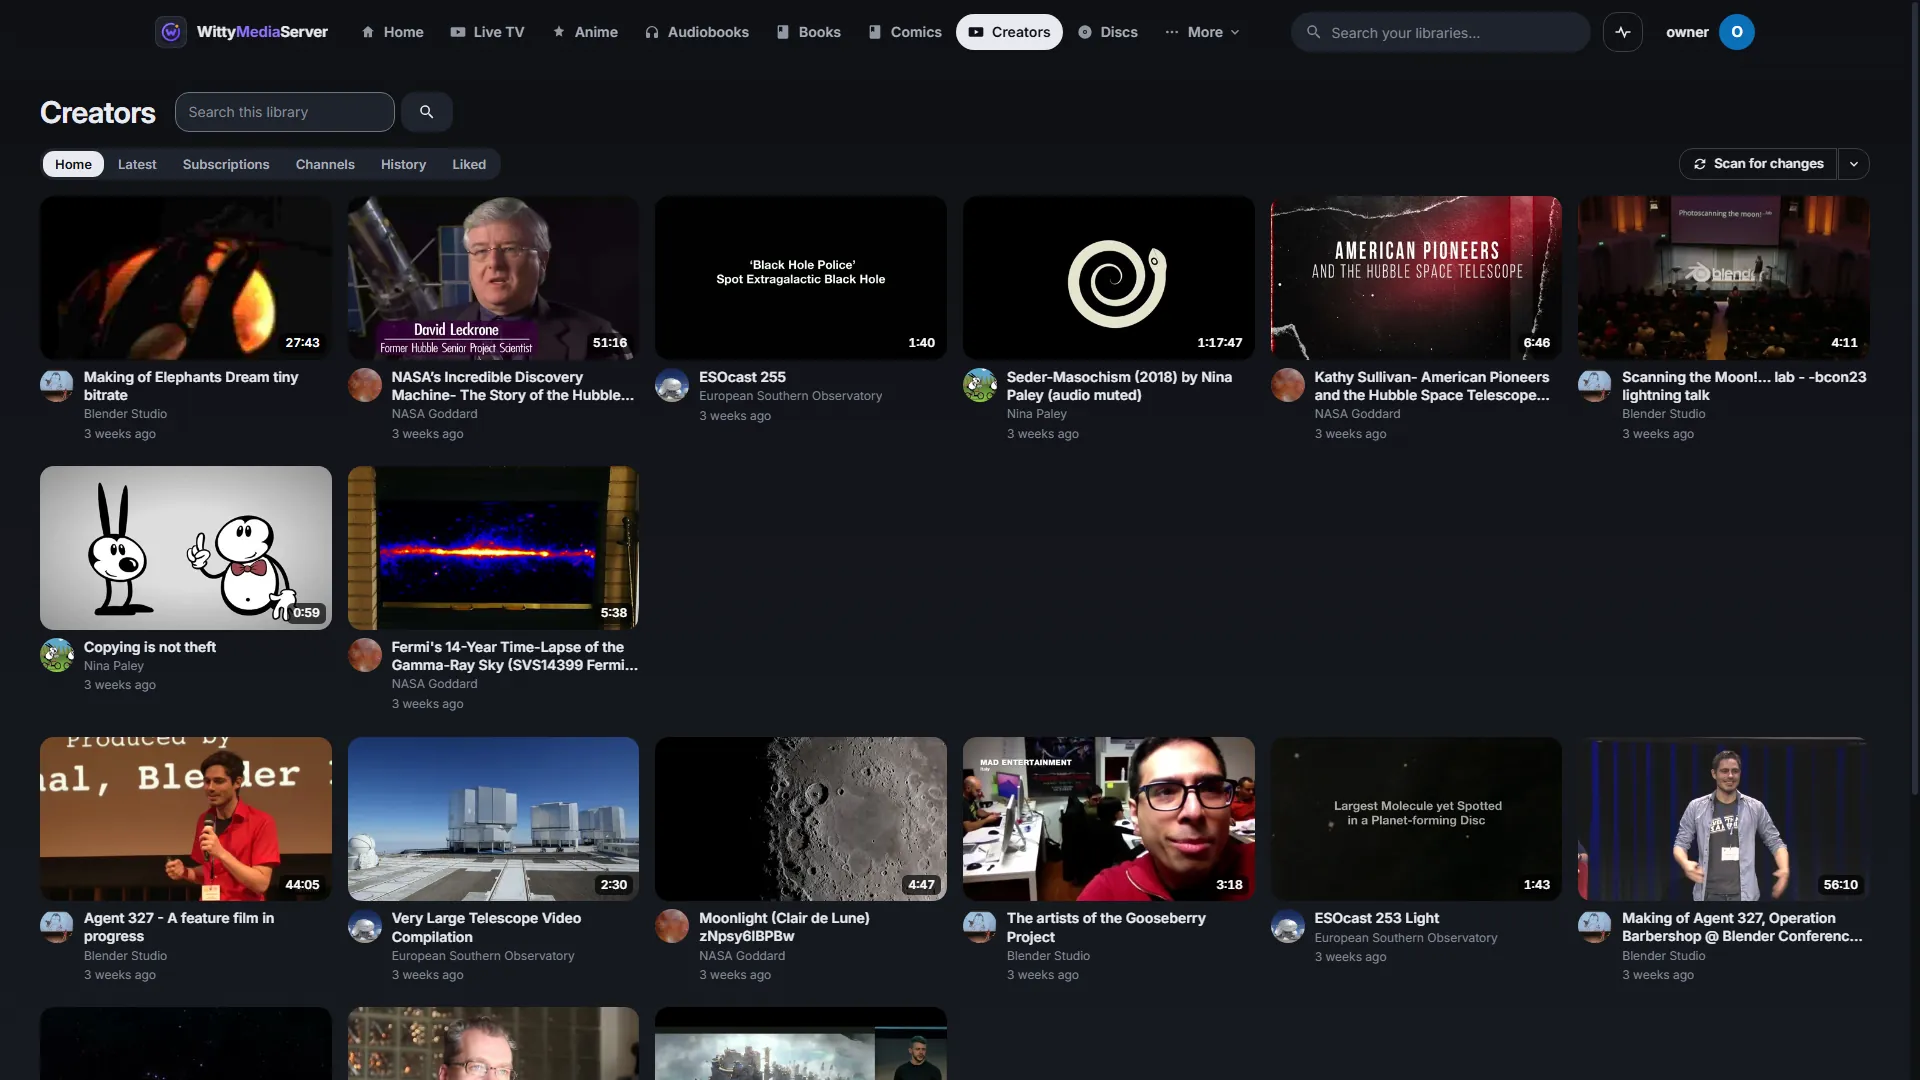 WittyMediaServer
Home
Live TV
Anime
Audiobooks
Books
Comics
Creators
Discs
More
Search your libraries...
owner
O
Creators
Search this library
Home
Latest
Subscriptions
Channels
History
Liked
Scan for changes
David Leckrone
Former Hubble Senior Project Scientist
‘Black Hole Police’
Spot Extragalactic Black Hole
AMERICAN PIONEERS
AND THE HUBBLE SPACE TELESCOPE
Photoscanning the moon!
blender
27:43
51:16
1:40
1:17:47
6:46
4:11
Making of Elephants Dream tiny
bitrate
Blender Studio
3 weeks ago
NASA's Incredible Discovery
Machine- The Story of the Hubble...
NASA Goddard
3 weeks ago
ESOcast 255
European Southern Observatory
3 weeks ago
Seder-Masochism (2018) by Nina
Paley (audio muted)
Nina Paley
3 weeks ago
Kathy Sullivan- American Pioneers
and the Hubble Space Telescope...
NASA Goddard
3 weeks ago
Scanning the Moon!... lab - -bcon23
lightning talk
Blender Studio
3 weeks ago
0:59
5:38
Copying is not theft
Nina Paley
3 weeks ago
Fermi's 14-Year Time-Lapse of the
Gamma-Ray Sky (SVS14399 Fermi...
NASA Goddard
3 weeks ago
Produced by
nal, Blender
MAD ENTERTAINMENT
Italy
Largest Molecule yet Spotted
in a Planet-forming Disc
44:05
2:30
4:47
3:18
1:43
56:10
Agent 327 - A feature film in
progress
Blender Studio
3 weeks ago
Very Large Telescope Video
Compilation
European Southern Observatory
3 weeks ago
Moonlight (Clair de Lune)
zNpsy6lBPBw
NASA Goddard
3 weeks ago
The artists of the Gooseberry
Project
Blender Studio
3 weeks ago
ESOcast 253 Light
European Southern Observatory
3 weeks ago
Making of Agent 327, Operation
Barbershop @ Blender Conferenc...
Blender Studio
3 weeks ago